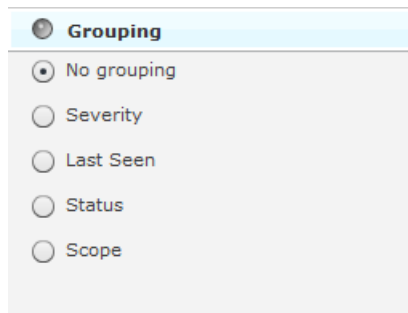 Grouping
No grouping
Severity
Last Seen
Status
Scope